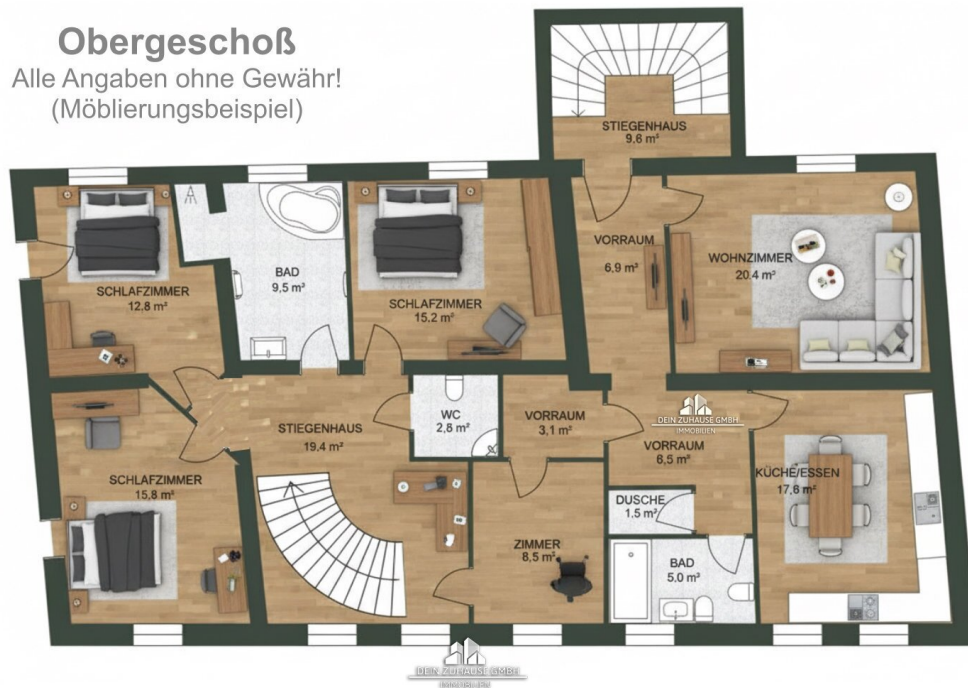 Obergeschoß
Alle Angaben ohne Gewähr!
(Möblierungsbeispiel)
STIEGENHAUS
9,6 m²
VORRAUM
6,9 m²
WOHNZIMMER
20,4 m²
BAD
9,5 m²
SCHLAFZIMMER
12,8 m²
SCHLAFZIMMER
15,2 m²
STIEGENHAUS
19,4 m²
WC
2,8 m²
VORRAUM
3,1 m²
DEIN ZUHAUSE GMBH
IMMOBILIEN
VORRAUM
6,5 m²
KÜCHE/ESSEN
17,6 m²
SCHLAFZIMMER
15,8 m²
DUSCHE
1,5 m²
ZIMMER
8,5 m²
BAD
5,0 m²
DEIN ZUHAUSE GMBH
IMMOBILIEN